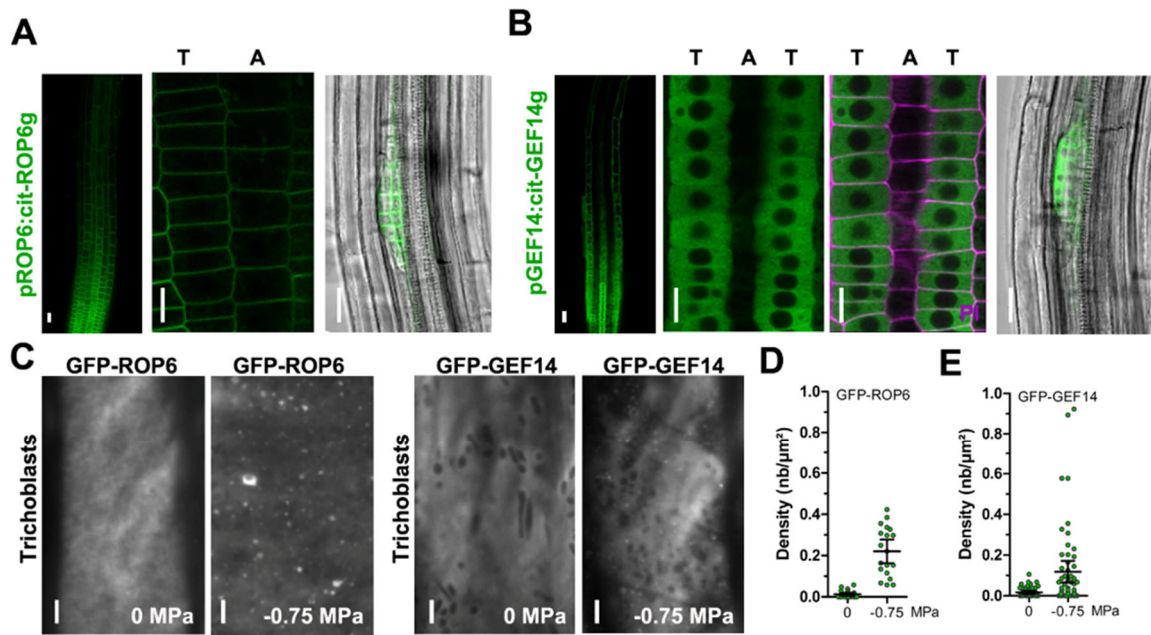 A
T A
pROP6:cit-ROP6g
B
T A T T A T
pGEF14:cit-GEF14g
PI
C
GFP-ROP6 GFP-ROP6 GFP-GEF14 GFP-GEF14
Trichoblasts
0 MPa -0.75 MPa
Trichoblasts
0 MPa -0.75 MPa
D
GFP-ROP6
Density (nb/µm²)
1.0
0.8
0.6
0.4
0.2
0.0
0 -0.75 MPa
E
GFP-GEF14
Density (nb/µm²)
1.0
0.8
0.6
0.4
0.2
0.0
0 -0.75 MPa